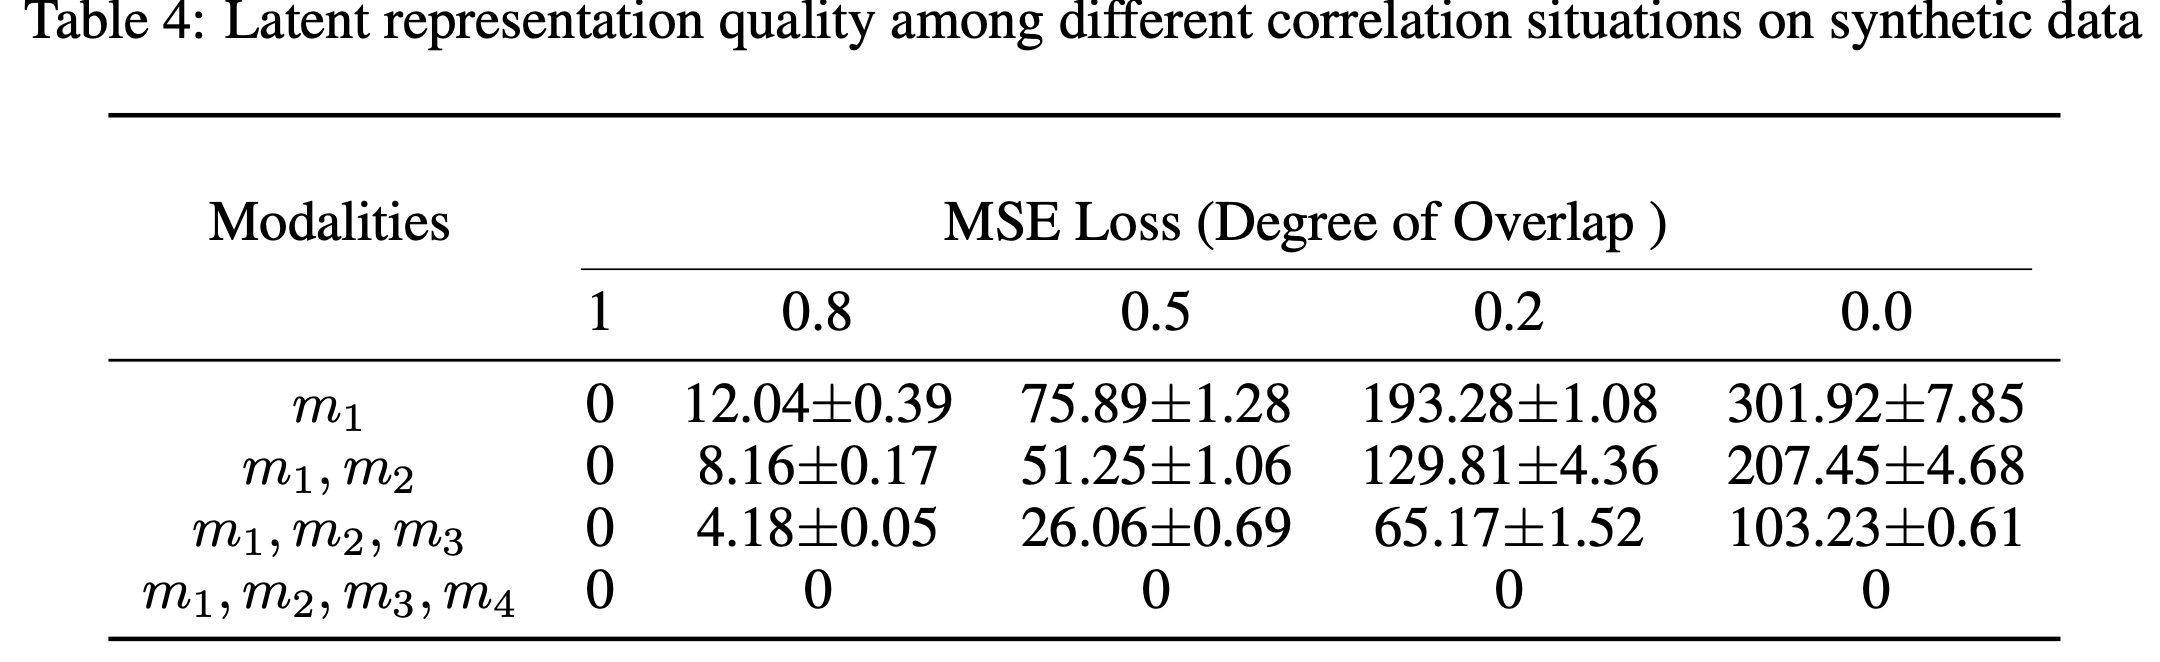 Table 4: Latent representation quality among different correlation situations on synthetic data
Modalities MSE Loss (Degree of Overlap )
1 0.8 0.5 0.2 0.0
m₁ 0 12.04±0.39 75.89±1.28 193.28±1.08 301.92±7.85
m₁, m₂ 0 8.16±0.17 51.25±1.06 129.81±4.36 207.45±4.68
m₁, m₂, m₃ 0 4.18±0.05 26.06±0.69 65.17±1.52 103.23±0.61
m₁, m₂, m₃, m₄ 0 0 0 0 0